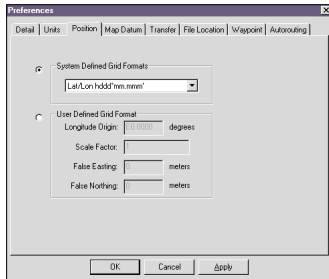 Preferences
Detail Units Position Map Datum Transfer File Location Waypoint Autorouting
System Defined Grid Formats
Lat/Lon hddd°mm.mmm'
User Defined Grid Format
Longitude Origin: E0.0000 degrees
Scale Factor: 1
False Easting: 0 meters
False Northing: 0 meters
OK Cancel Apply